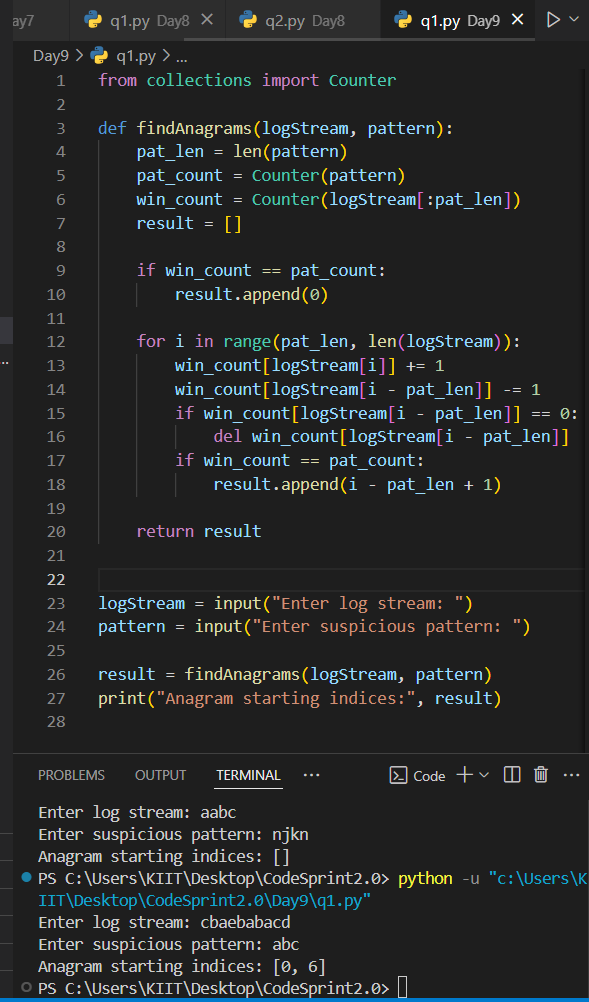 ay7 q1.py Day8 × q2.py Day8 q1.py Day9 ×
Day9 > q1.py > ...
1 from collections import Counter
2
3 def findAnagrams(logStream, pattern):
4     pat_len = len(pattern)
5     pat_count = Counter(pattern)
6     win_count = Counter(logStream[:pat_len])
7     result = []
8
9     if win_count == pat_count:
10         result.append(0)
11
12     for i in range(pat_len, len(logStream)):
13         win_count[logStream[i]] += 1
14         win_count[logStream[i - pat_len]] -= 1
15         if win_count[logStream[i - pat_len]] == 0:
16             del win_count[logStream[i - pat_len]]
17         if win_count == pat_count:
18             result.append(i - pat_len + 1)
19
20     return result
21
22
23 logStream = input("Enter log stream: ")
24 pattern = input("Enter suspicious pattern: ")
25
26 result = findAnagrams(logStream, pattern)
27 print("Anagram starting indices:", result)
28
PROBLEMS OUTPUT TERMINAL ... Code + ...
Enter log stream: aabc
Enter suspicious pattern: njkn
Anagram starting indices: []
PS C:\Users\KIIT\Desktop\CodeSprint2.0> python -u "c:\Users\K
IIT\Desktop\CodeSprint2.0\Day9\q1.py"
Enter log stream: cbaebabacd
Enter suspicious pattern: abc
Anagram starting indices: [0, 6]
PS C:\Users\KIIT\Desktop\CodeSprint2.0>